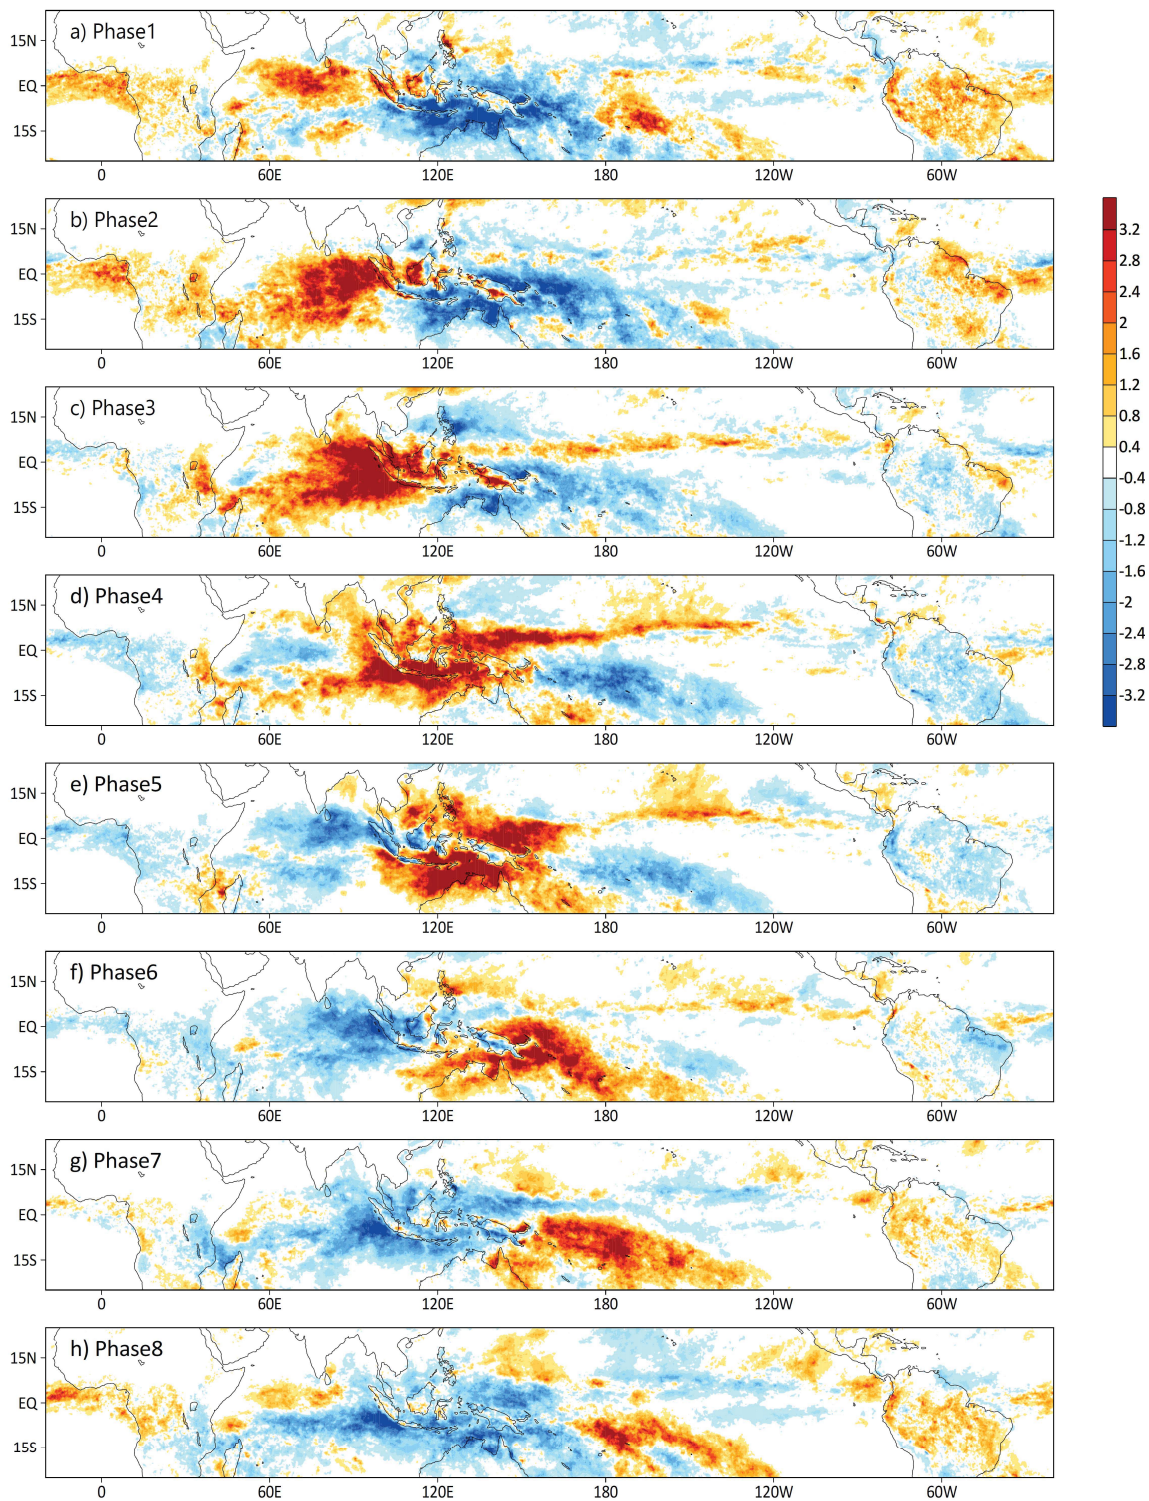 a) Phase1
15N
EQ
15S
0 60E 120E 180 120W 60W
b) Phase2
15N
EQ
15S
0 60E 120E 180 120W 60W
c) Phase3
15N
EQ
15S
0 60E 120E 180 120W 60W
d) Phase4
15N
EQ
15S
0 60E 120E 180 120W 60W
e) Phase5
15N
EQ
15S
0 60E 120E 180 120W 60W
f) Phase6
15N
EQ
15S
0 60E 120E 180 120W 60W
g) Phase7
15N
EQ
15S
0 60E 120E 180 120W 60W
h) Phase8
15N
EQ
15S
0 60E 120E 180 120W 60W
3.2
2.8
2.4
2
1.6
1.2
0.8
0.4
-0.4
-0.8
-1.2
-1.6
-2
-2.4
-2.8
-3.2